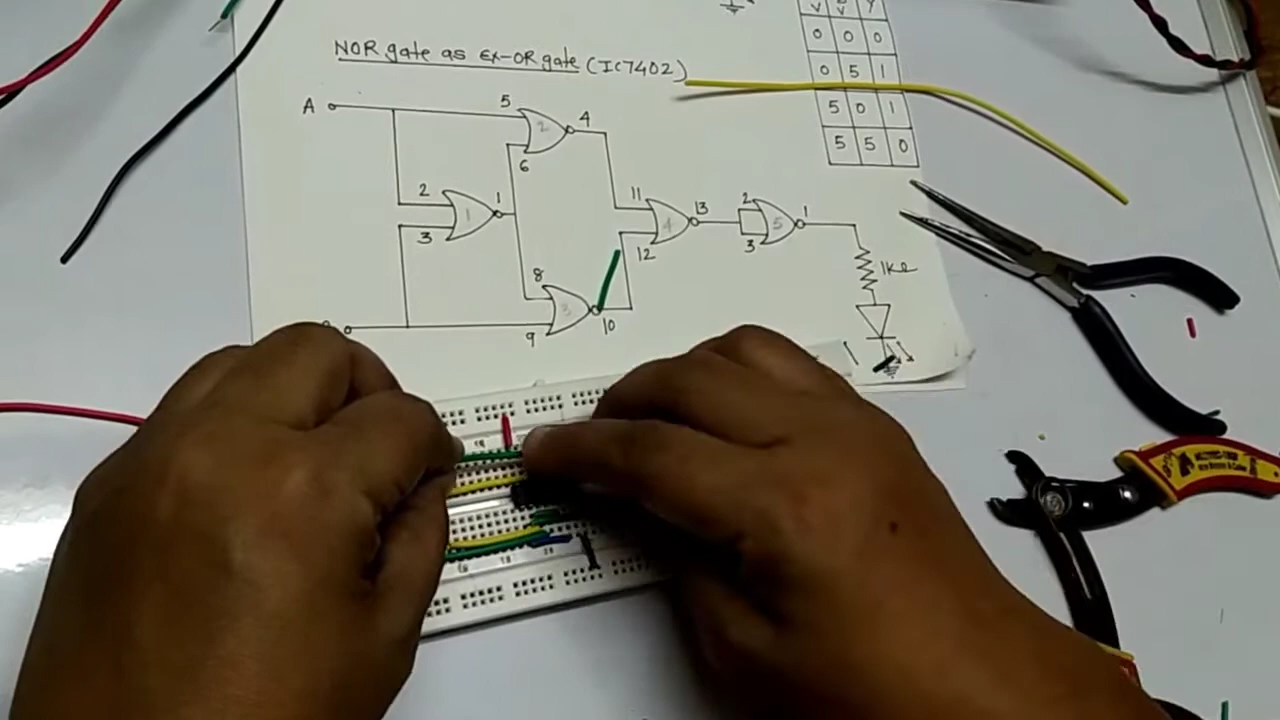 V V Y
0 0 0
NOR gate as EX-OR gate (IC7402)
0 5 1
A 5 2 4
5 0 1
6
5 5 0
2 1 1 11 4 13 2 5 1
3 12 3
1kΩ
8 3
9 10